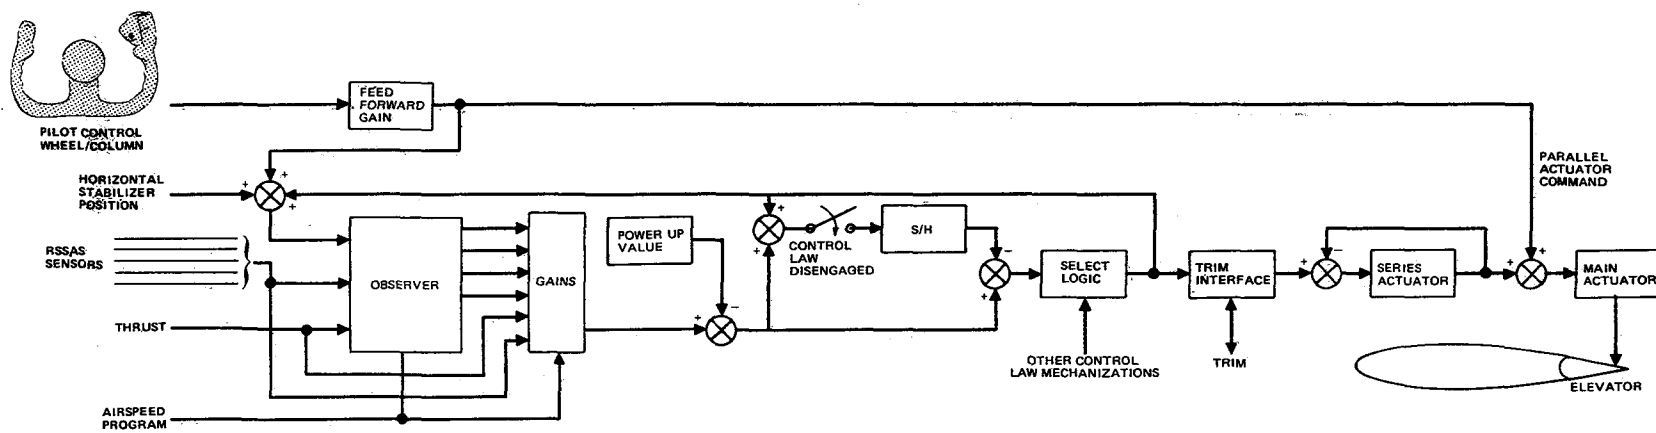 PILOT CONTROL
WHEEL/COLUMN
FEED
FORWARD
GAIN
HORIZONTAL
STABILIZER
POSITION
+
+
+
RSSAS
SENSORS
THRUST
AIRSPEED
PROGRAM
OBSERVER
GAINS
POWER UP
VALUE
-
+
+
+
CONTROL
LAW
DISENGAGED
S/H
-
+
SELECT
LOGIC
OTHER CONTROL
LAW MECHANIZATIONS
TRIM
INTERFACE
TRIM
+
-
SERIES
ACTUATOR
PARALLEL
ACTUATOR
COMMAND
+
+
MAIN
ACTUATOR
ELEVATOR